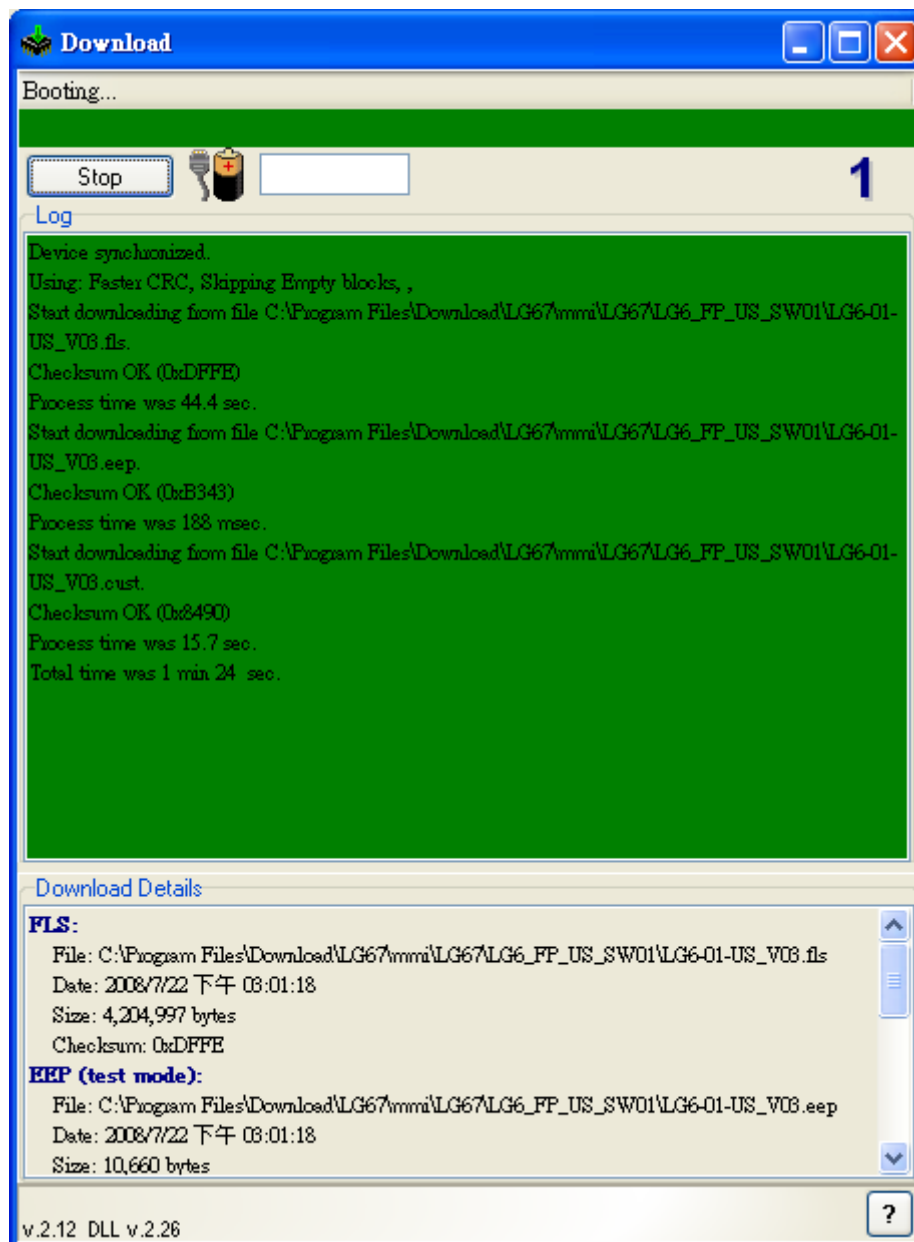 Download
Booting...
Stop
1
Log
Device synchronized.
Using: Faster CRC, Skipping Empty blocks, ,
Start downloading from file C:\Program Files\Download\LG67\mmi\LG67\LG6_FP_US_SW01\LG6-01-
US_V03.fls.
Checksum OK (0xDFFE)
Process time was 44.4 sec.
Start downloading from file C:\Program Files\Download\LG67\mmi\LG67\LG6_FP_US_SW01\LG6-01-
US_V03.eep.
Checksum OK (0xB343)
Process time was 188 msec.
Start downloading from file C:\Program Files\Download\LG67\mmi\LG67\LG6_FP_US_SW01\LG6-01-
US_V03.cust.
Checksum OK (0x8490)
Process time was 15.7 sec.
Total time was 1 min 24  sec.
Download Details
FLS:
File: C:\Program Files\Download\LG67\mmi\LG67\LG6_FP_US_SW01\LG6-01-US_V03.fls
Date: 2008/7/22 下午 03:01:18
Size: 4,204,997 bytes
Checksum: 0xDFFE
EEP (test mode):
File: C:\Program Files\Download\LG67\mmi\LG67\LG6_FP_US_SW01\LG6-01-US_V03.eep
Date: 2008/7/22 下午 03:01:18
Size: 10,660 bytes
v.2.12  DLL v.2.26
?